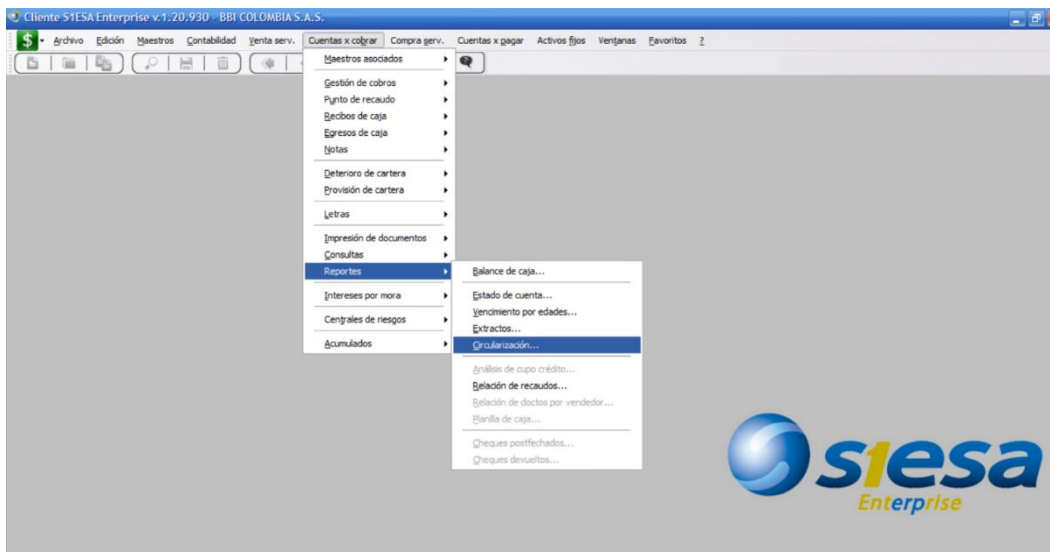 Cliente S1ESA Enterprise v.1.20.930 - BBI COLOMBIA S.A.S.
$ Archivo Edición Maestros Contabilidad Venta serv. Cuentas x cobrar Compra serv. Cuentas x pagar Activos fijos Ventanas Favoritos ?
Maestros asociados
Gestión de cobros
Punto de recaudo
Recibos de caja
Egresos de caja
Notas
Deterioro de cartera
Provisión de cartera
Letras
Impresión de documentos
Consultas
Reportes
Intereses por mora
Centrales de riesgos
Acumulados
Balance de caja...
Estado de cuenta...
Vencimiento por edades...
Extractos...
Circularización...
Análisis de cupo crédito...
Relación de recaudos...
Relación de doctos por vendedor...
Planilla de caja...
Cheques postfechados...
Cheques devueltos...
s1esa
Enterprise